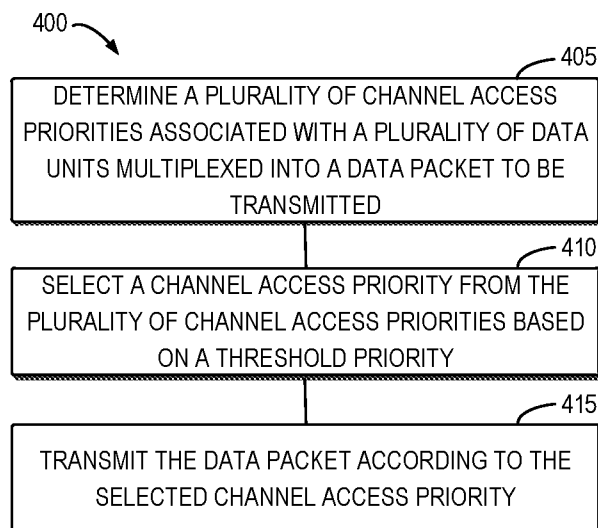 400
405
DETERMINE A PLURALITY OF CHANNEL ACCESS
PRIORITIES ASSOCIATED WITH A PLURALITY OF DATA
UNITS MULTIPLEXED INTO A DATA PACKET TO BE
TRANSMITTED
410
SELECT A CHANNEL ACCESS PRIORITY FROM THE
PLURALITY OF CHANNEL ACCESS PRIORITIES BASED
ON A THRESHOLD PRIORITY
415
TRANSMIT THE DATA PACKET ACCORDING TO THE
SELECTED CHANNEL ACCESS PRIORITY